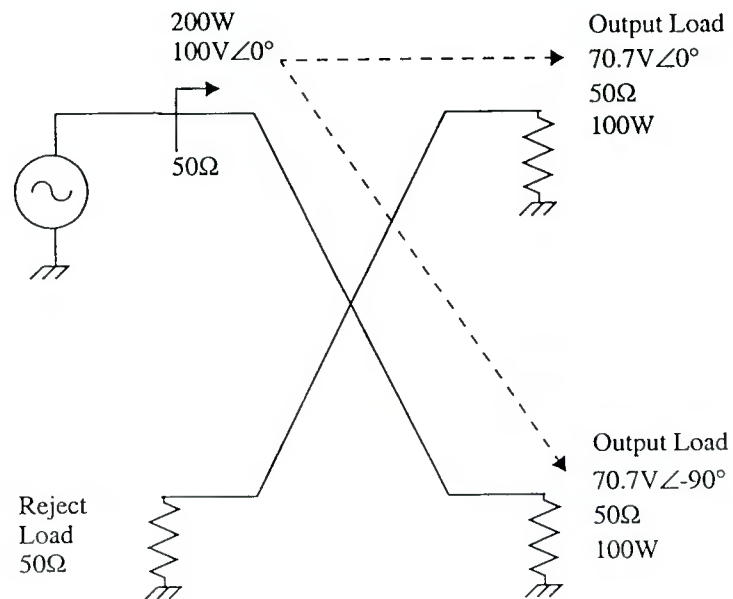 200W
100V∠0°
50Ω
Output Load
70.7V∠0°
50Ω
100W
Reject
Load
50Ω
Output Load
70.7V∠-90°
50Ω
100W